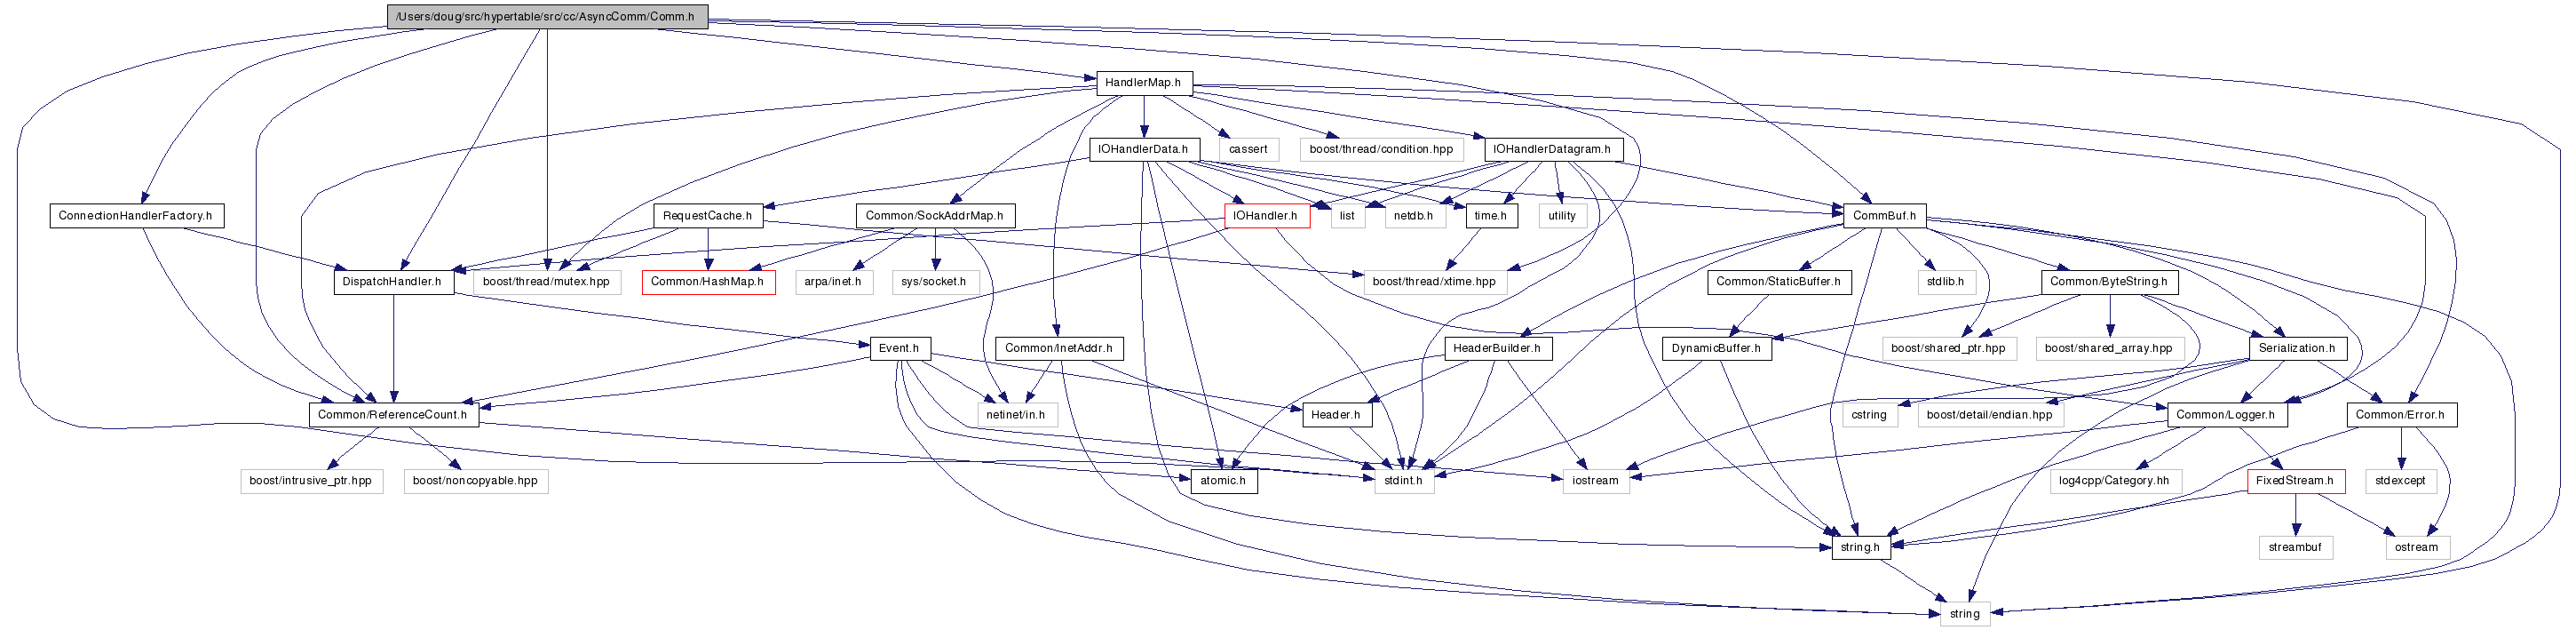 /Users/doug/src/hypertable/src/cc/AsyncComm/Comm.h
HandlerMap.h
IOHandlerData.h
cassert
boost/thread/condition.hpp
IOHandlerDatagram.h
ConnectionHandlerFactory.h
RequestCache.h
Common/SockAddrMap.h
IOHandler.h
list
netdb.h
time.h
utility
CommBuf.h
DispatchHandler.h
boost/thread/mutex.hpp
Common/HashMap.h
arpa/inet.h
sys/socket.h
boost/thread/xtime.hpp
Common/StaticBuffer.h
stdlib.h
Common/ByteString.h
Event.h
Common/InetAddr.h
HeaderBuilder.h
DynamicBuffer.h
boost/shared_ptr.hpp
boost/shared_array.hpp
Serialization.h
Common/ReferenceCount.h
netinet/in.h
Header.h
cstring
boost/detail/endian.hpp
Common/Logger.h
Common/Error.h
boost/intrusive_ptr.hpp
boost/noncopyable.hpp
atomic.h
stdint.h
iostream
log4cpp/Category.hh
FixedStream.h
stdexcept
string.h
streambuf
ostream
string